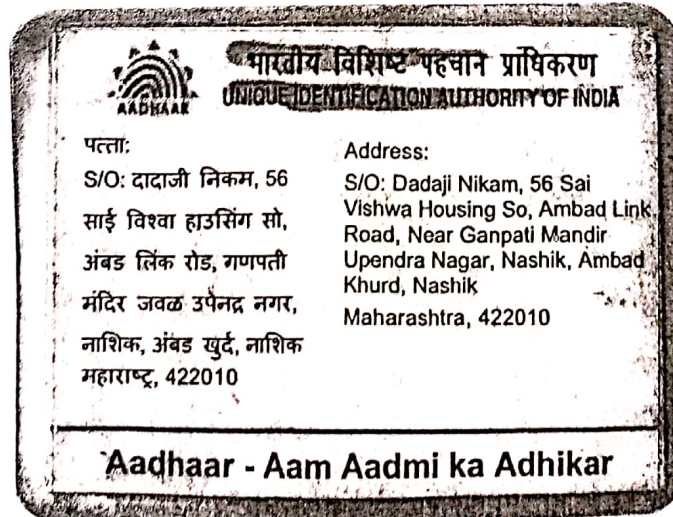 AADHAAR
भारतीय विशिष्ट पहचान प्राधिकरण
UNIQUE IDENTIFICATION AUTHORITY OF INDIA
पत्ता:
S/O: दादाजी निकम, 56
साई विश्वा हाउसिंग सो,
अंबड लिंक रोड, गणपती
मंदिर जवळ उपेनद्र नगर,
नाशिक, अंबड खुर्द, नाशिक
महाराष्ट्र, 422010
Address:
S/O: Dadaji Nikam, 56 Sai
Vishwa Housing So, Ambad Link
Road, Near Ganpati Mandir
Upendra Nagar, Nashik, Ambad
Khurd, Nashik
Maharashtra, 422010
Aadhaar - Aam Aadmi ka Adhikar